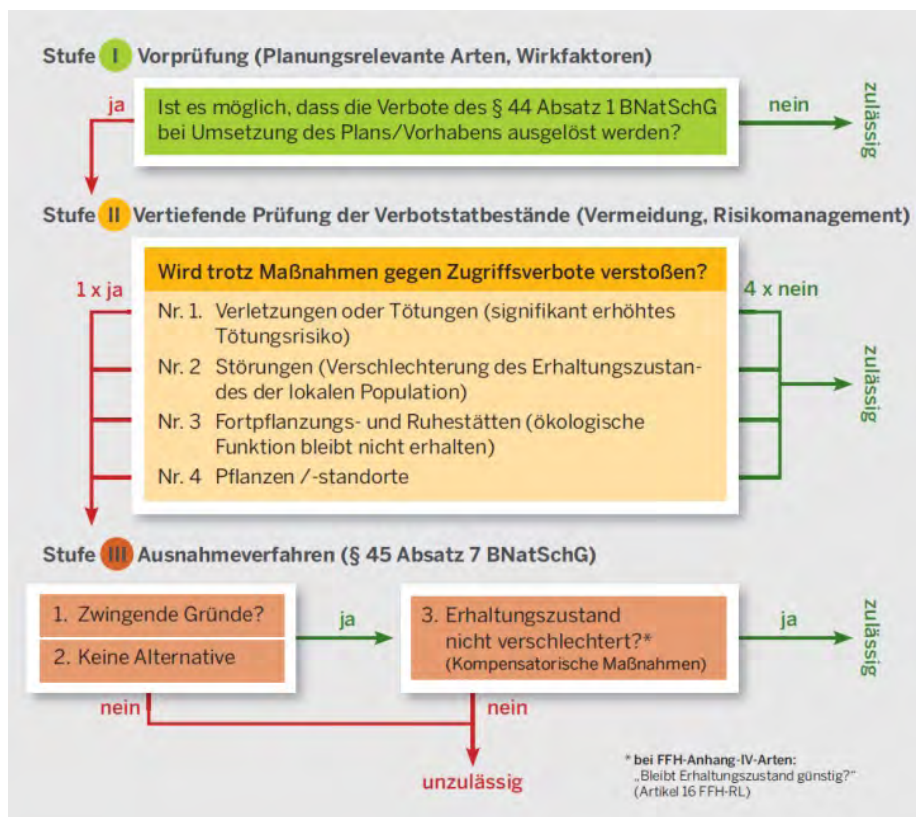 Stufe I Vorprüfung (Planungsrelevante Arten, Wirkfaktoren)
ja
Ist es möglich, dass die Verbote des § 44 Absatz 1 BNatSchG
bei Umsetzung des Plans/Vorhabens ausgelöst werden?
nein
zulässig
Stufe II Vertiefende Prüfung der Verbotstatbestände (Vermeidung, Risikomanagement)
Wird trotz Maßnahmen gegen Zugriffsverbote verstoßen?
1 x ja
4 x nein
Nr. 1. Verletzungen oder Tötungen (signifikant erhöhtes
Tötungsrisiko)
Nr. 2 Störungen (Verschlechterung des Erhaltungszustan-
des der lokalen Population)
Nr. 3 Fortpflanzungs- und Ruhestätten (ökologische
Funktion bleibt nicht erhalten)
Nr. 4 Pflanzen /-standorte
zulässig
Stufe III Ausnahmeverfahren (§ 45 Absatz 7 BNatSchG)
1. Zwingende Gründe?
2. Keine Alternative
ja
3. Erhaltungszustand
nicht verschlechtert?*
(Kompensatorische Maßnahmen)
ja
zulässig
nein
nein
unzulässig
* bei FFH-Anhang-IV-Arten:
„Bleibt Erhaltungszustand günstig?"
(Artikel 16 FFH-RL)